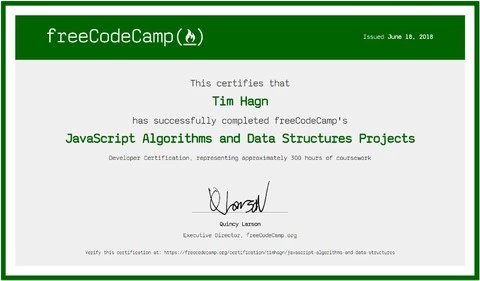 freeCodeCamp(🔥)
Issued June 18, 2018
This certifies that
Tim Hagn
has successfully completed freeCodeCamp's
JavaScript Algorithms and Data Structures Projects
Developer Certification, representing approximately 300 hours of coursework
Quincy Larson
Executive Director, freeCodeCamp.org
Verify this certification at: https://freecodecamp.org/certification/timhagn/javascript-algorithms-and-data-structures